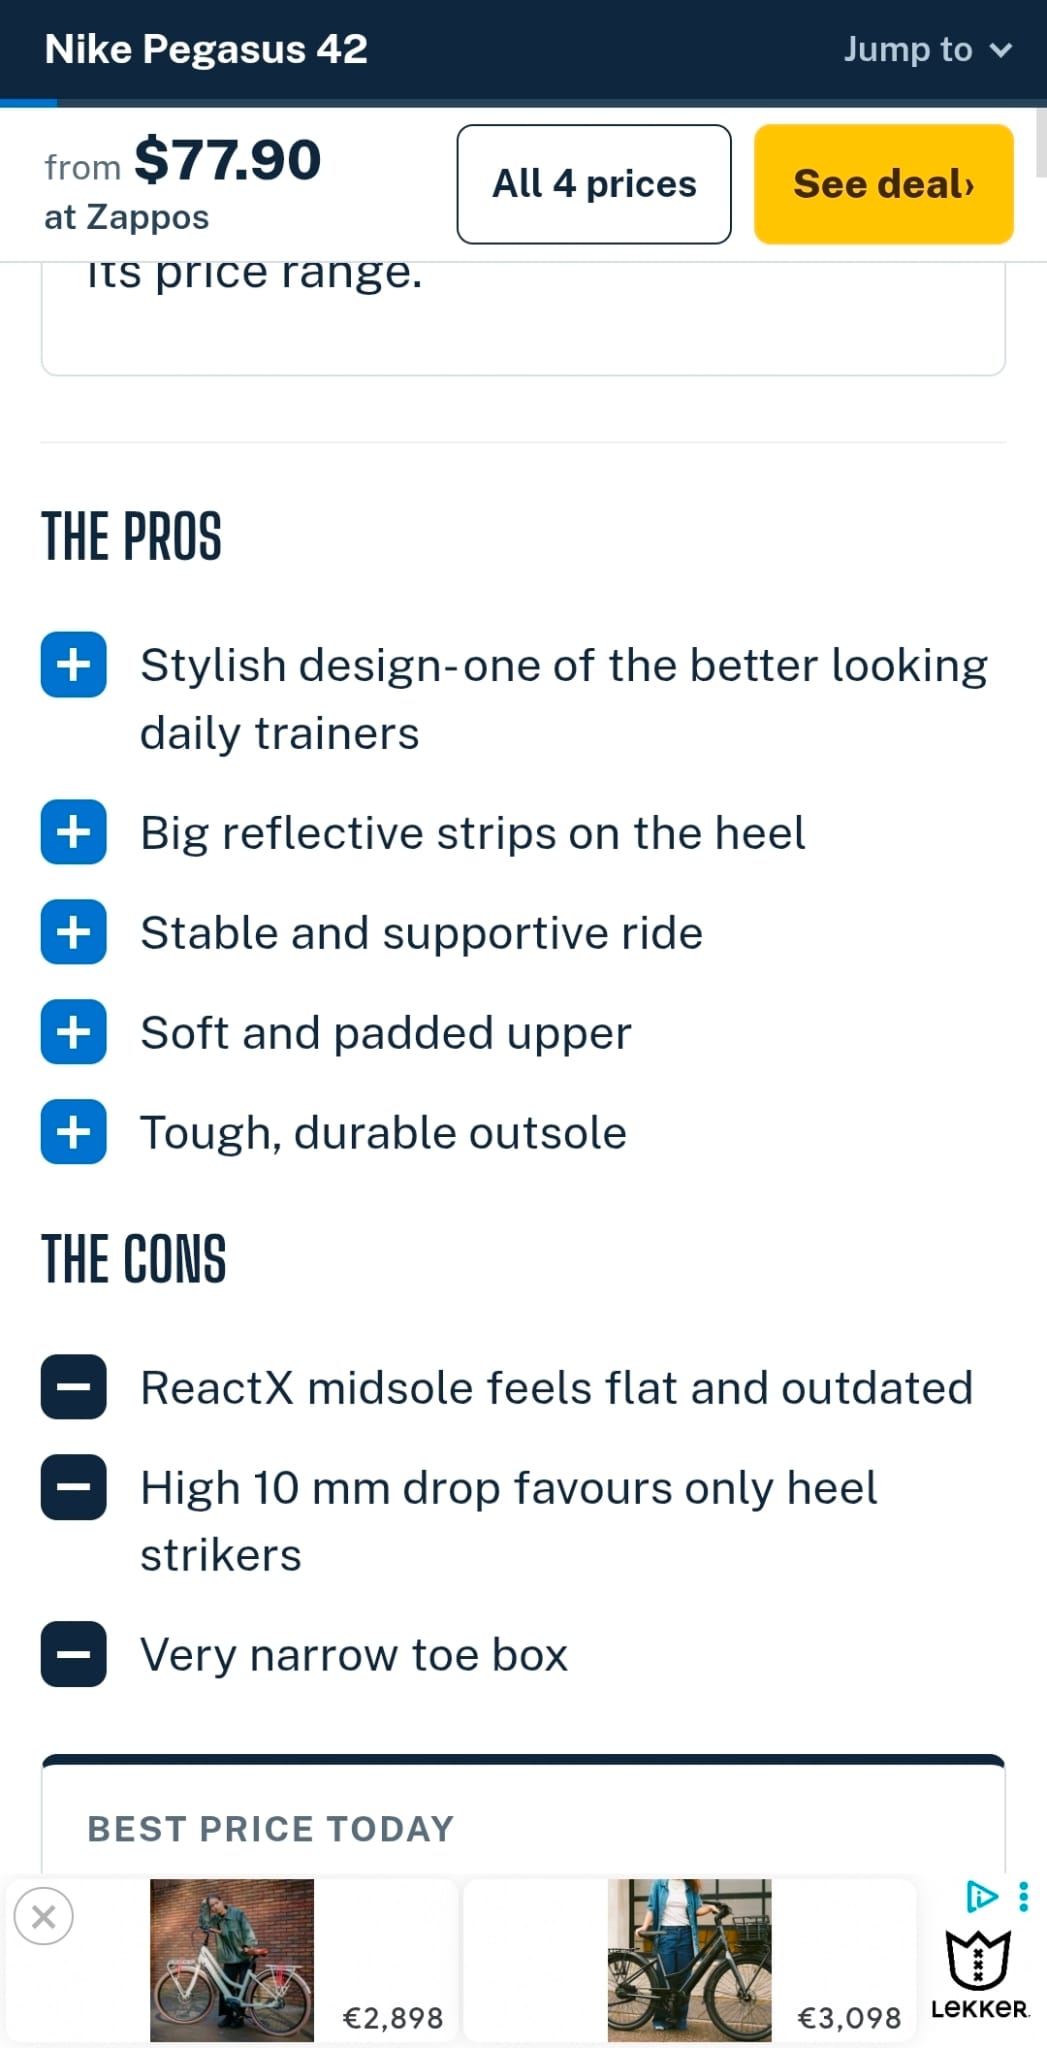 Nike Pegasus 42
Jump to
from $77.90
at Zappos
All 4 prices
See deal›
its price range.
THE PROS
Stylish design-one of the better looking
daily trainers
Big reflective strips on the heel
Stable and supportive ride
Soft and padded upper
Tough, durable outsole
THE CONS
ReactX midsole feels flat and outdated
High 10 mm drop favours only heel
strikers
Very narrow toe box
BEST PRICE TODAY
€2,898
€3,098
LEKKER